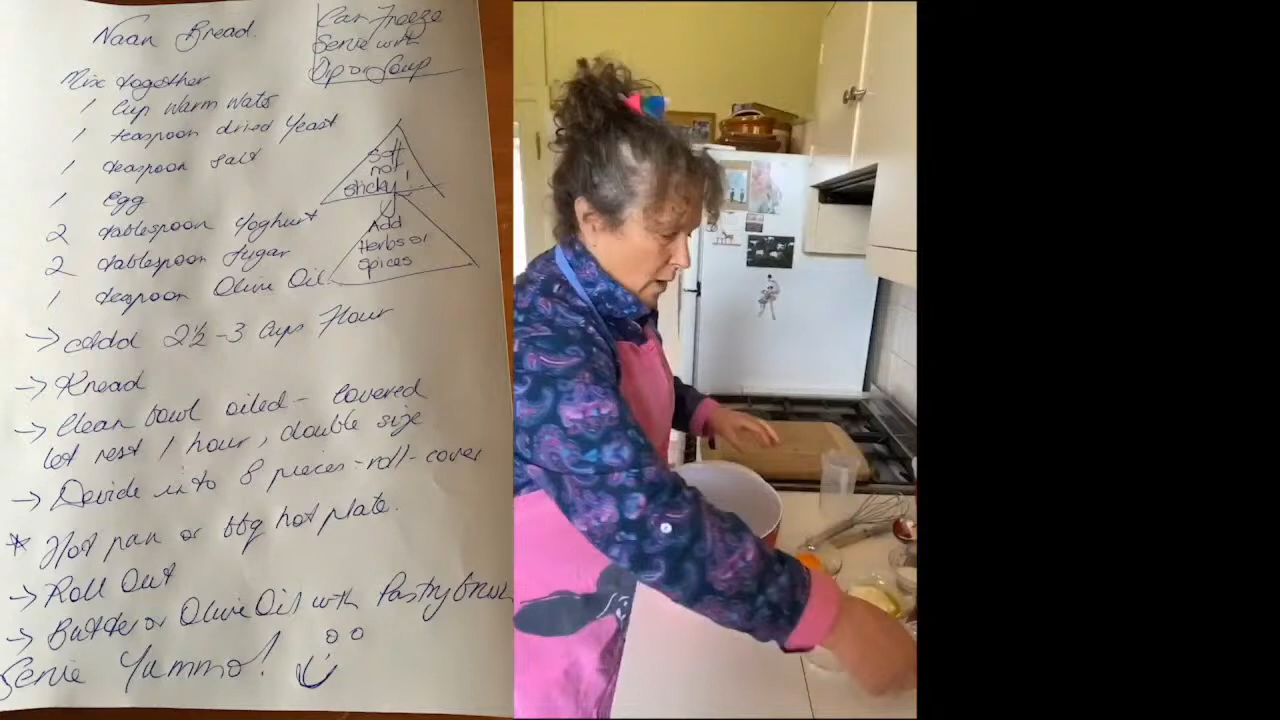 Naan Bread.
Can Freeze
Serve with
Dip or Soup
Mix together
1 Cup warm water
1 teaspoon dried Yeast
1 teaspoon salt
1 egg
2 tablespoon Yoghurt
2 tablespoon Sugar
1 teaspoon Olive Oil
Soft
not
sticky!
Add
Herbs or
spices
→ Add 2½-3 Cups Flour
→ Knead
→ Clean bowl oiled - covered
let rest 1 hour, double size
→ Devide into 8 pieces - roll - cover
* Hot pan or bbq hot plate.
→ Roll Out
→ Butter or Olive Oil with Pastry brush
Serve Yummo!